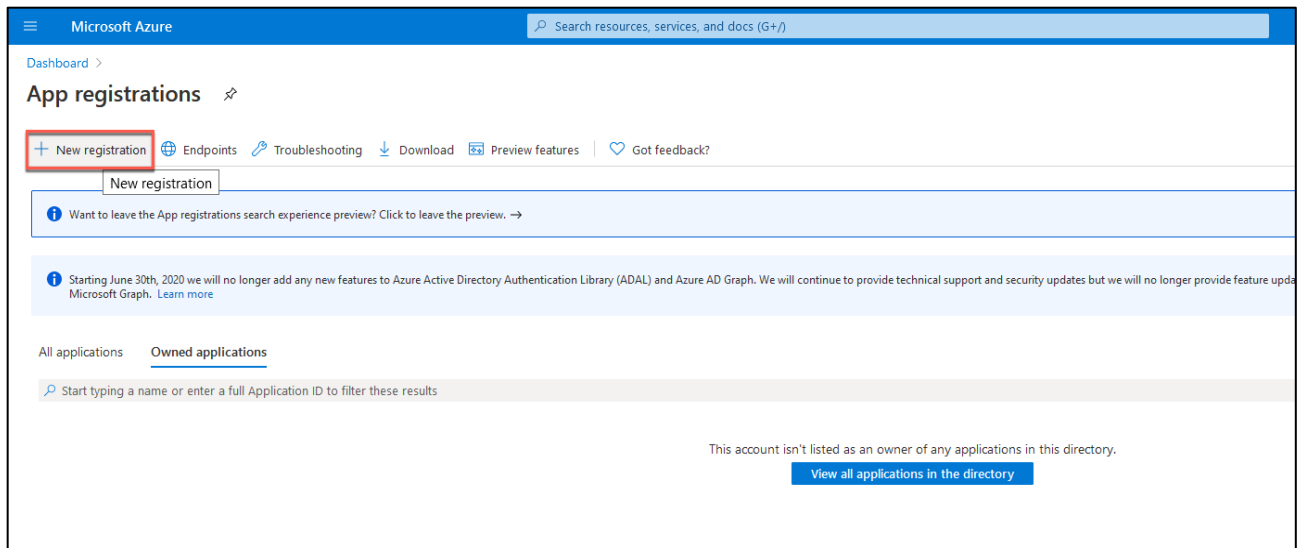 Microsoft Azure
Search resources, services, and docs (G+/)
Dashboard >
App registrations
New registration
Endpoints
Troubleshooting
Download
Preview features
Got feedback?
New registration
Want to leave the App registrations search experience preview? Click to leave the preview. →
Starting June 30th, 2020 we will no longer add any new features to Azure Active Directory Authentication Library (ADAL) and Azure AD Graph. We will continue to provide technical support and security updates but we will no longer provide feature upda
Microsoft Graph. Learn more
All applications
Owned applications
Start typing a name or enter a full Application ID to filter these results
This account isn't listed as an owner of any applications in this directory.
View all applications in the directory